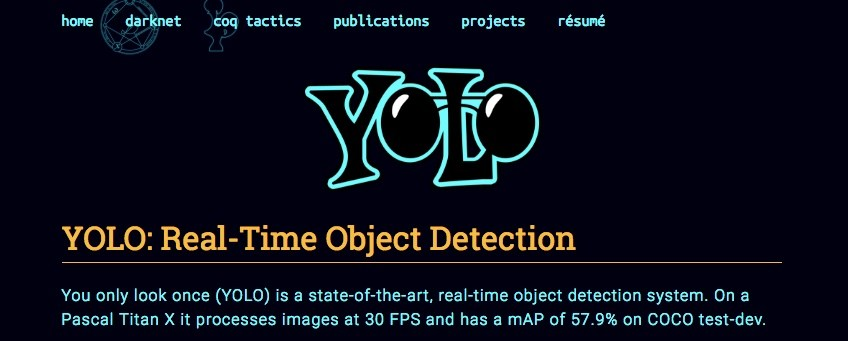 home darknet coq tactics publications projects résumé
YOLO
YOLO: Real-Time Object Detection
You only look once (YOLO) is a state-of-the-art, real-time object detection system. On a
Pascal Titan X it processes images at 30 FPS and has a mAP of 57.9% on COCO test-dev.